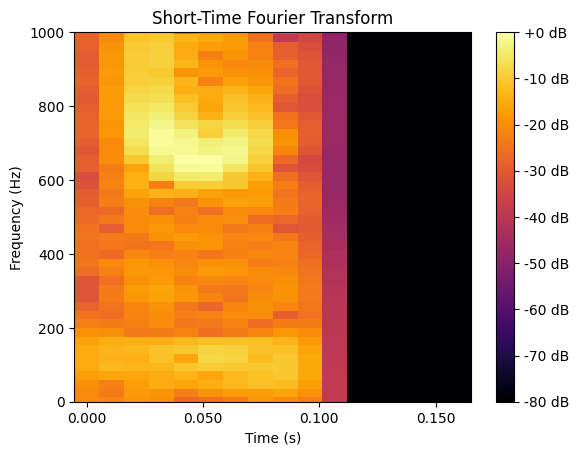 Short-Time Fourier Transform
1000
800
600
400
200
0
Frequency (Hz)
0.000
0.050
0.100
0.150
Time (s)
+0 dB
-10 dB
-20 dB
-30 dB
-40 dB
-50 dB
-60 dB
-70 dB
-80 dB